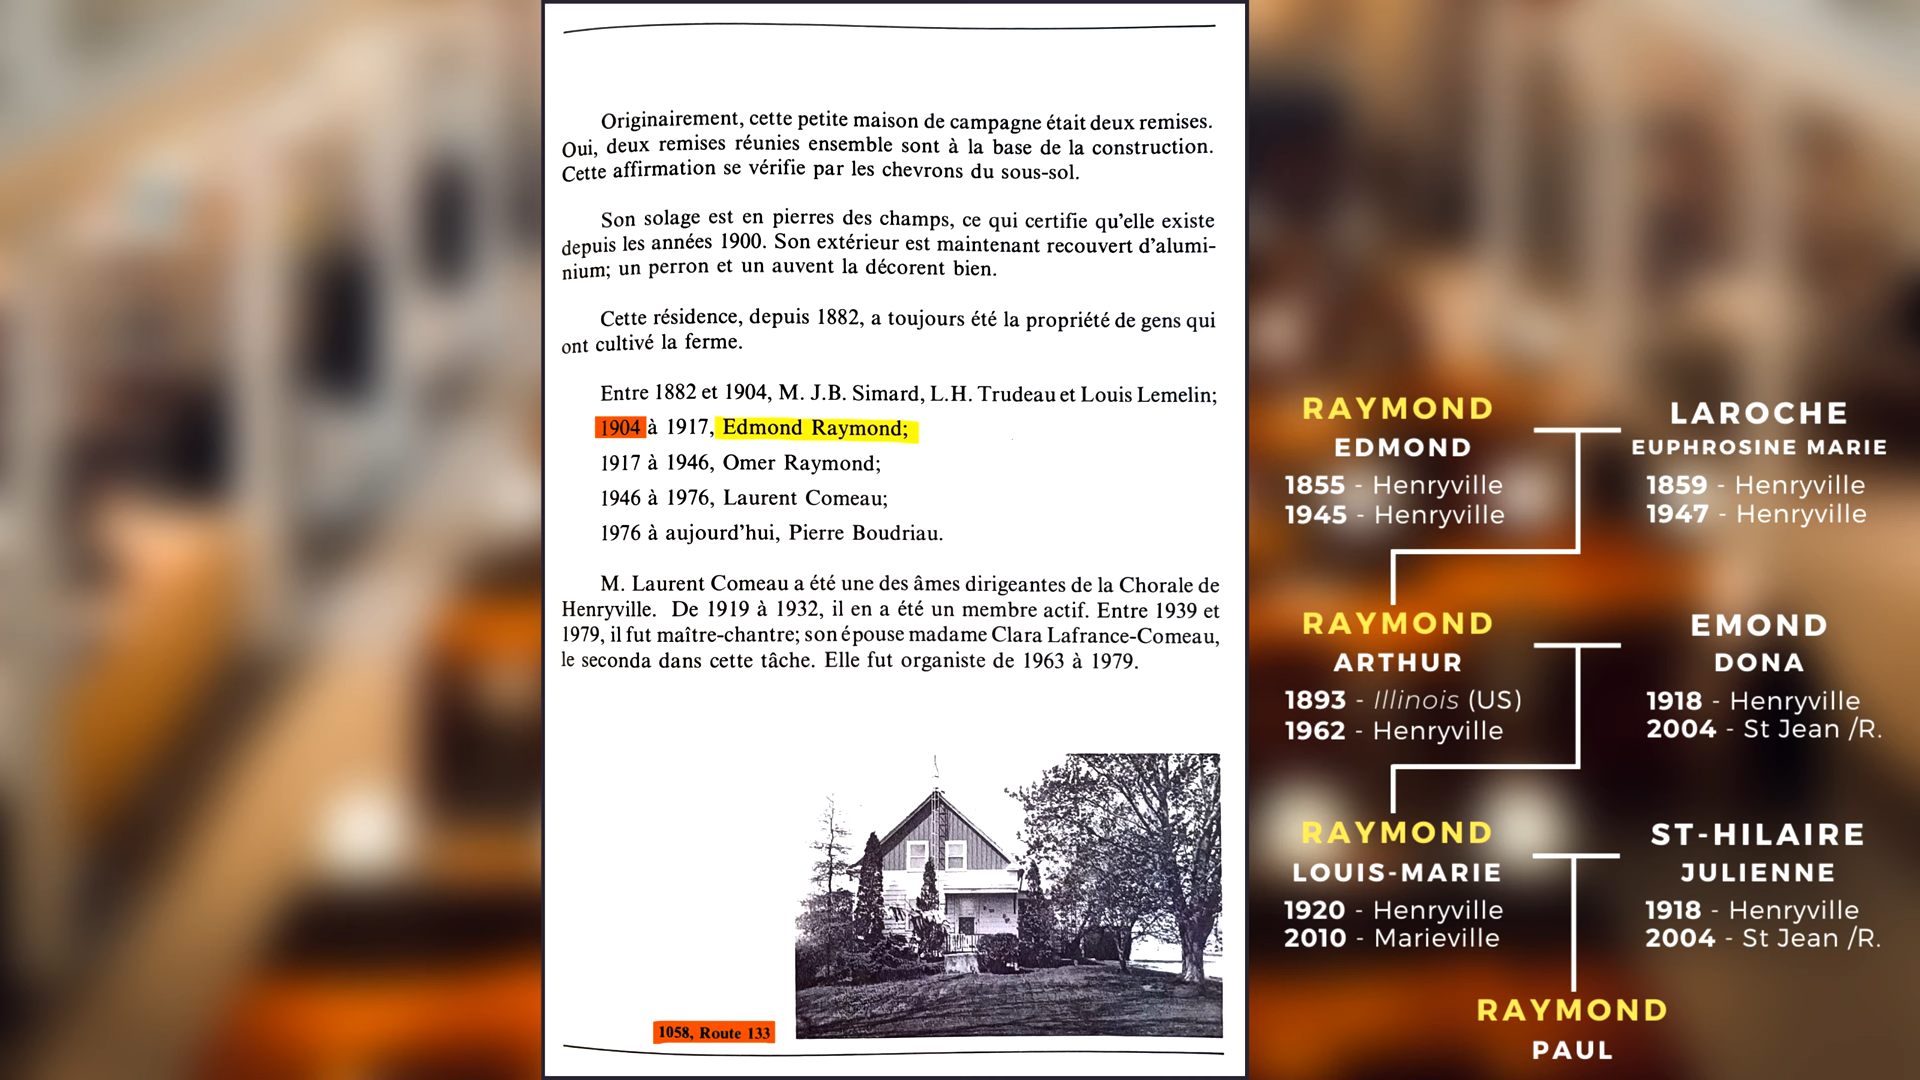 Originairement, cette petite maison de campagne était deux remises.
Oui, deux remises réunies ensemble sont à la base de la construction.
Cette affirmation se vérifie par les chevrons du sous-sol.
Son solage est en pierres des champs, ce qui certifie qu'elle existe
depuis les années 1900. Son extérieur est maintenant recouvert d'alumi-
nium; un perron et un auvent la décorent bien.
Cette résidence, depuis 1882, a toujours été la propriété de gens qui
ont cultivé la ferme.
Entre 1882 et 1904, M. J.B. Simard, L.H. Trudeau et Louis Lemelin;
1904 à 1917, Edmond Raymond;
1917 à 1946, Omer Raymond;
1946 à 1976, Laurent Comeau;
1976 à aujourd'hui, Pierre Boudriau.
M. Laurent Comeau a été une des âmes dirigeantes de la Chorale de
Henryville. De 1919 à 1932, il en a été un membre actif. Entre 1939 et
1979, il fut maître-chantre; son épouse madame Clara Lafrance-Comeau,
le seconda dans cette tâche. Elle fut organiste de 1963 à 1979.
1058, Route 133
RAYMOND
EDMOND
1855 - Henryville
1945 - Henryville
LAROCHE
EUPHROSINE MARIE
1859 - Henryville
1947 - Henryville
RAYMOND
ARTHUR
1893 - Illinois (US)
1962 - Henryville
EMOND
DONA
1918 - Henryville
2004 - St Jean /R.
RAYMOND
LOUIS-MARIE
1920 - Henryville
2010 - Marieville
ST-HILAIRE
JULIENNE
1918 - Henryville
2004 - St Jean /R.
RAYMOND
PAUL